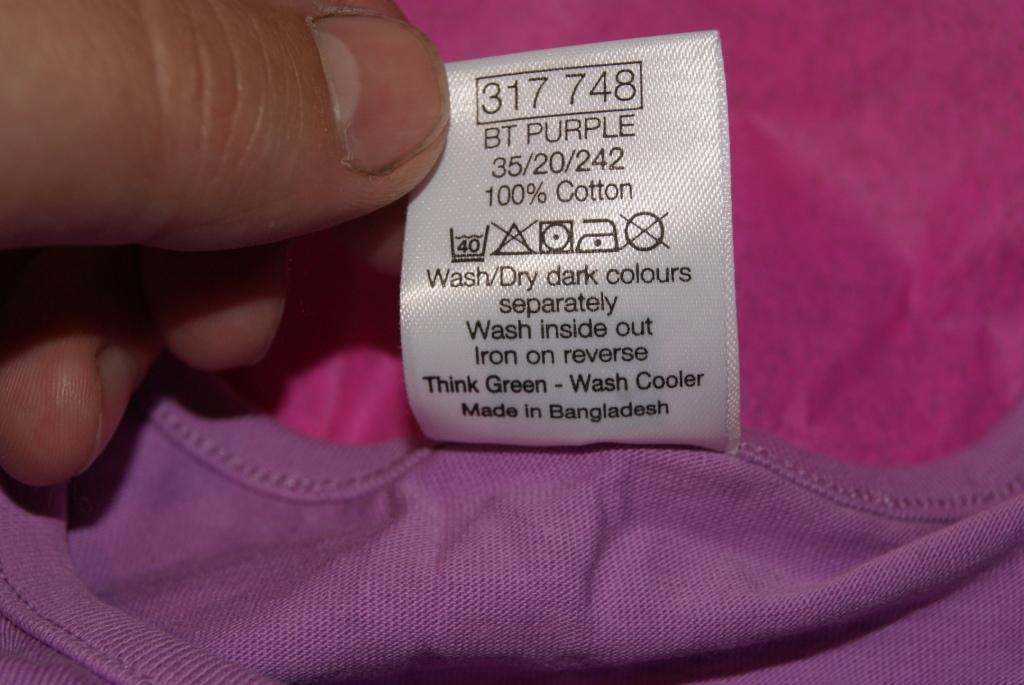 317 748
BT PURPLE
35/20/242
100% Cotton
40
Wash/Dry dark colours
separately
Wash inside out
Iron on reverse
Think Green - Wash Cooler
Made in Bangladesh